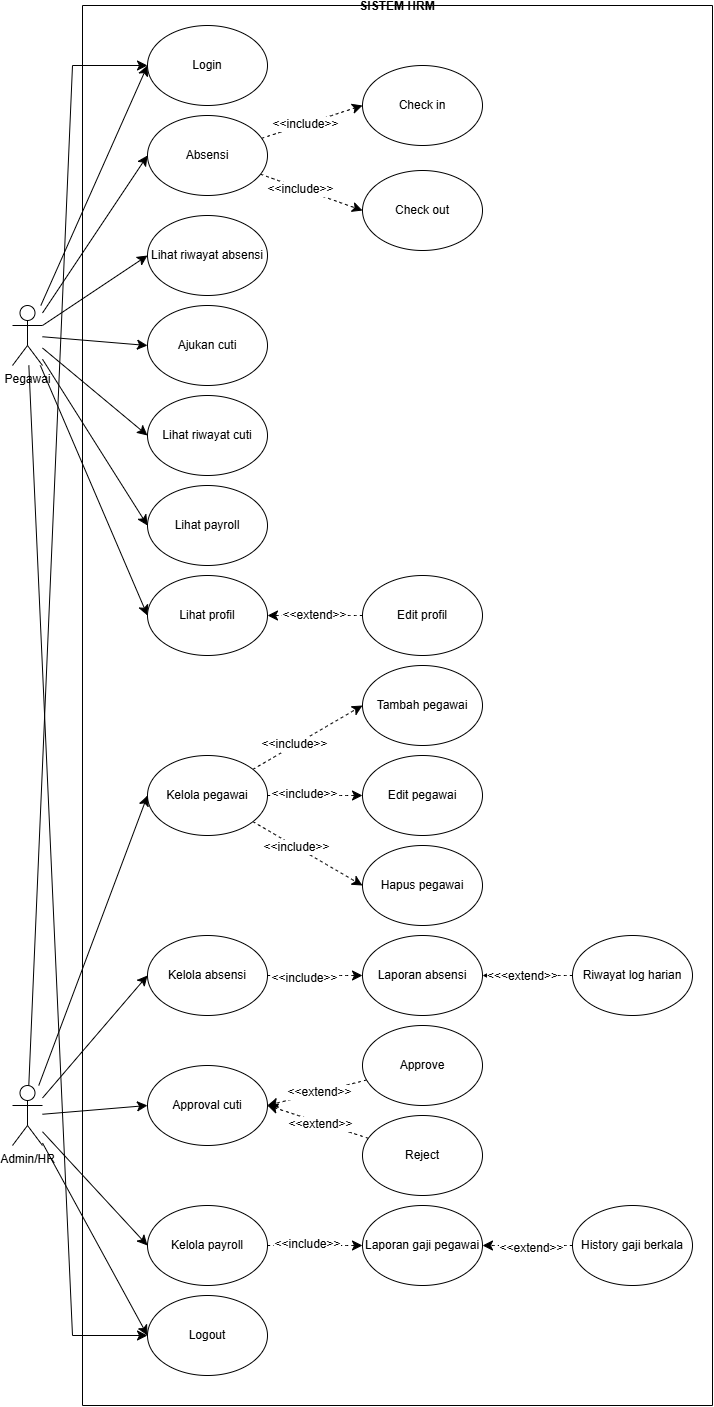 SISTEM HRM
Login
Check in
<<include>>
Absensi
<<include>>
Check out
Lihat riwayat absensi
Ajukan cuti
Pegawai
Lihat riwayat cuti
Lihat payroll
Lihat profil
<<extend>>
Edit profil
Tambah pegawai
<<include>>
Kelola pegawai
<<include>>
Edit pegawai
<<include>>
Hapus pegawai
Kelola absensi
<<include>>
Laporan absensi
<<extend>>
Riwayat log harian
Approve
<<extend>>
Approval cuti
<<extend>>
Reject
Admin/HR
Kelola payroll
<<include>>
Laporan gaji pegawai
<<extend>>
History gaji berkala
Logout